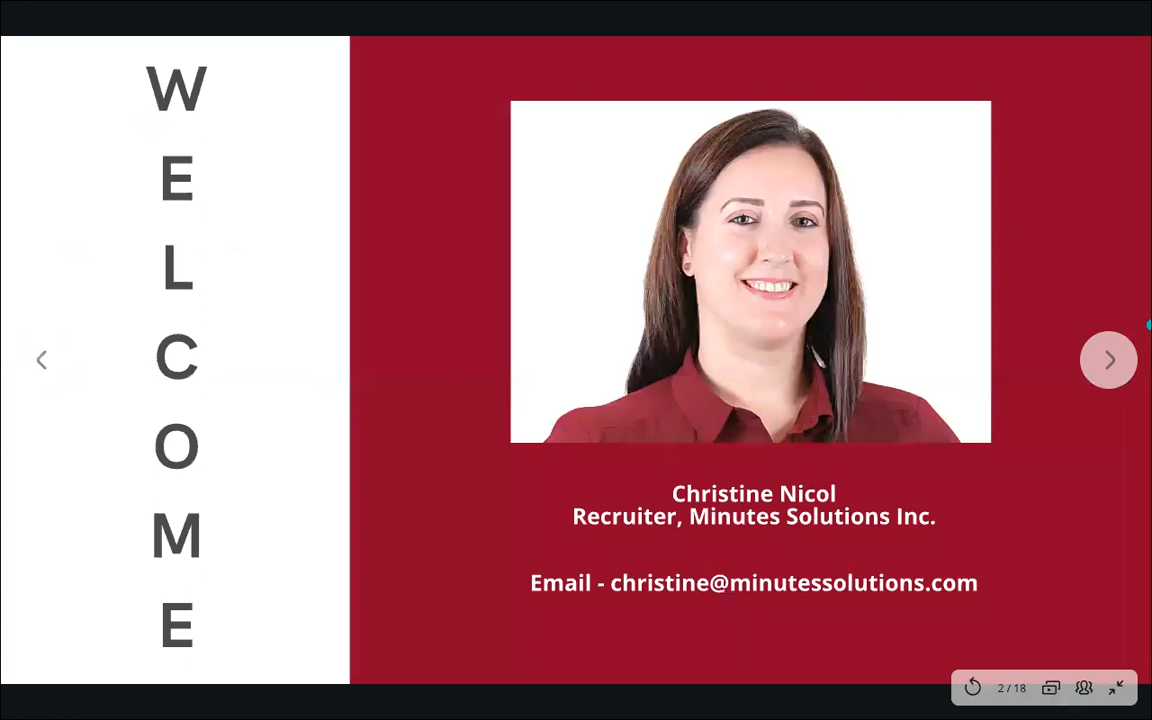 W
E
L
C
O
M
E
Christine Nicol
Recruiter, Minutes Solutions Inc.
Email - christine@minutessolutions.com
2 / 18